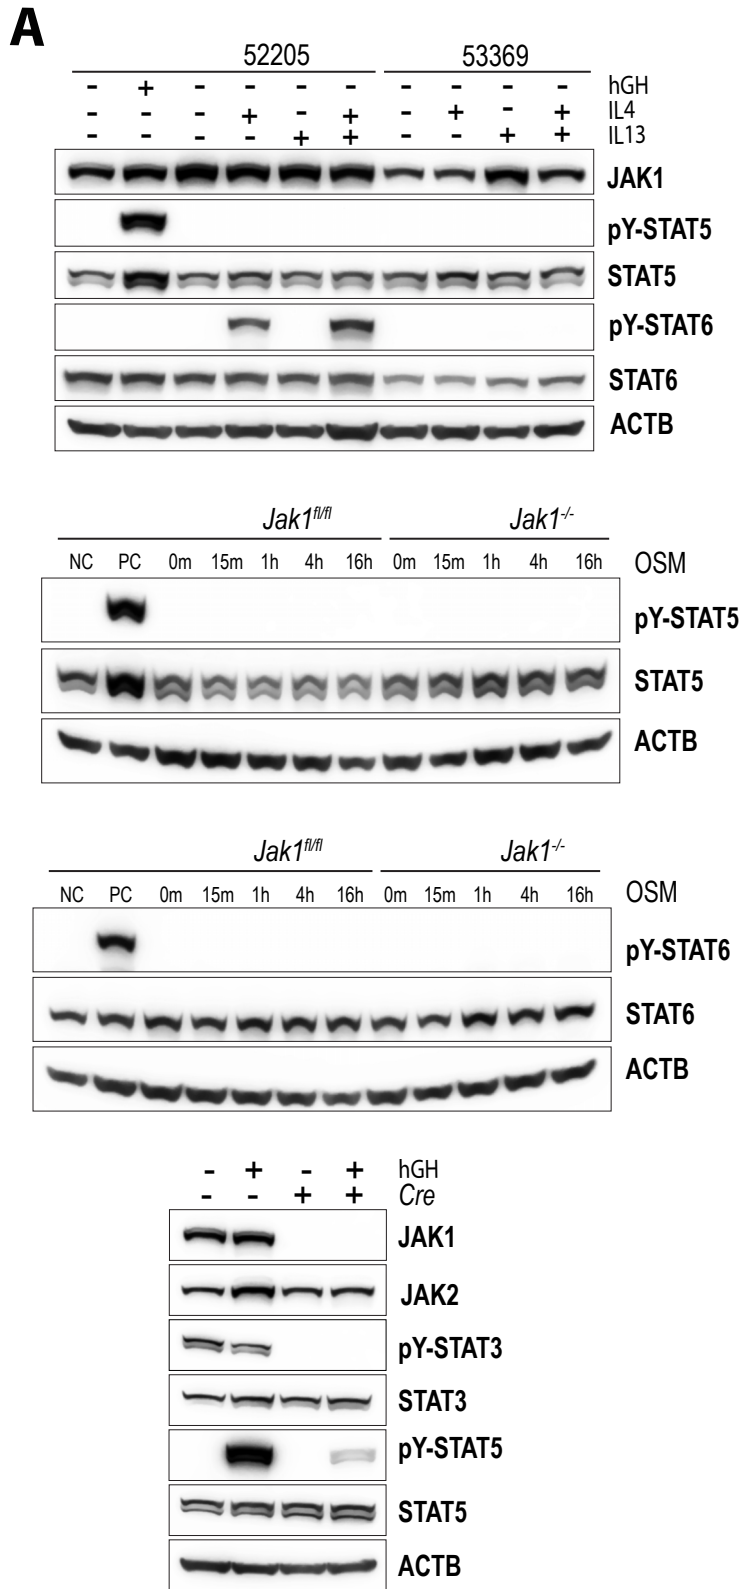 A
52205 53369
- + - - - - - - - - hGH
- - - + - + - + - + IL4
- - - - + + - - + + IL13
JAK1
pY-STAT5
STAT5
pY-STAT6
STAT6
ACTB
Jak1fl/fl Jak1-/-
NC PC 0m 15m 1h 4h 16h 0m 15m 1h 4h 16h OSM
pY-STAT5
STAT5
ACTB
Jak1fl/fl Jak1-/-
NC PC 0m 15m 1h 4h 16h 0m 15m 1h 4h 16h OSM
pY-STAT6
STAT6
ACTB
- + - + hGH
- - + + Cre
JAK1
JAK2
pY-STAT3
STAT3
pY-STAT5
STAT5
ACTB